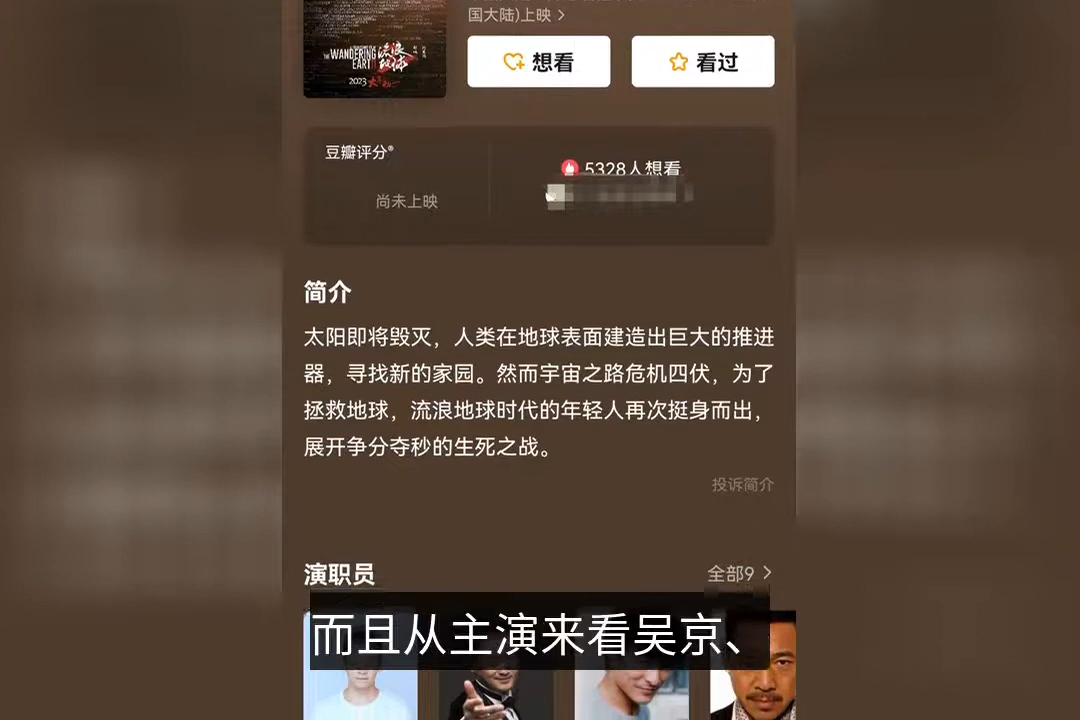 THE WANDERING
EARTH II
2023
国大陆)上映 >
想看
看过
豆瓣评分®
尚未上映
5328人想看
简介
太阳即将毁灭，人类在地球表面建造出巨大的推进
器，寻找新的家园。然而宇宙之路危机四伏，为了
拯救地球，流浪地球时代的年轻人再次挺身而出，
展开争分夺秒的生死之战。
投诉简介
演职员
全部9 >
而且从主演来看吴京、